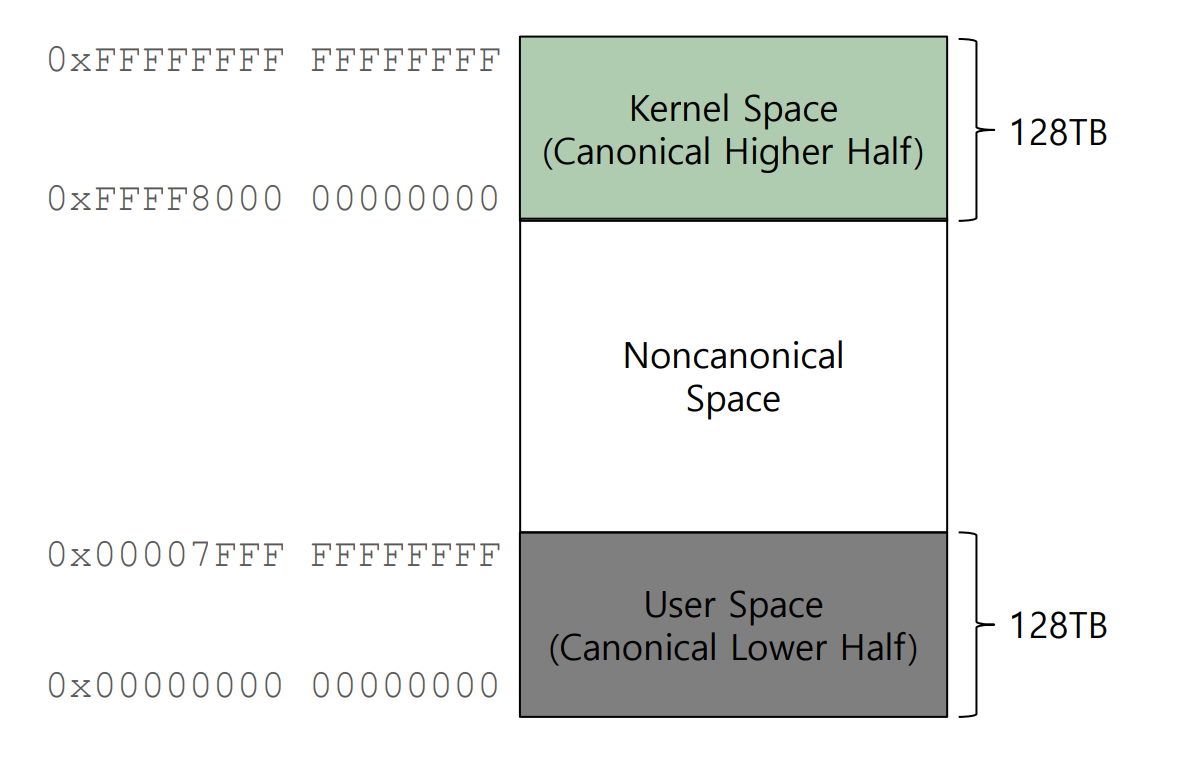 0xFFFFFFFF FFFFFFFF
Kernel Space
(Canonical Higher Half)
128TB
0xFFFF8000 00000000
Noncanonical
Space
0x00007FFF FFFFFFFF
User Space
(Canonical Lower Half)
128TB
0x00000000 00000000